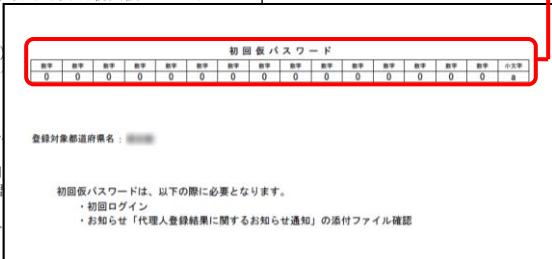 初回仮パスワード
数字 数字 数字 数字 数字 数字 数字 数字 数字 数字 数字 数字 数字 小文字
0 0 0 0 0 0 0 0 0 0 0 0 0 a
登録対象都道府県名：
初回仮パスワードは、以下の際に必要となります。
・初回ログイン
・お知らせ「代理人登録結果に関するお知らせ通知」の添付ファイル確認